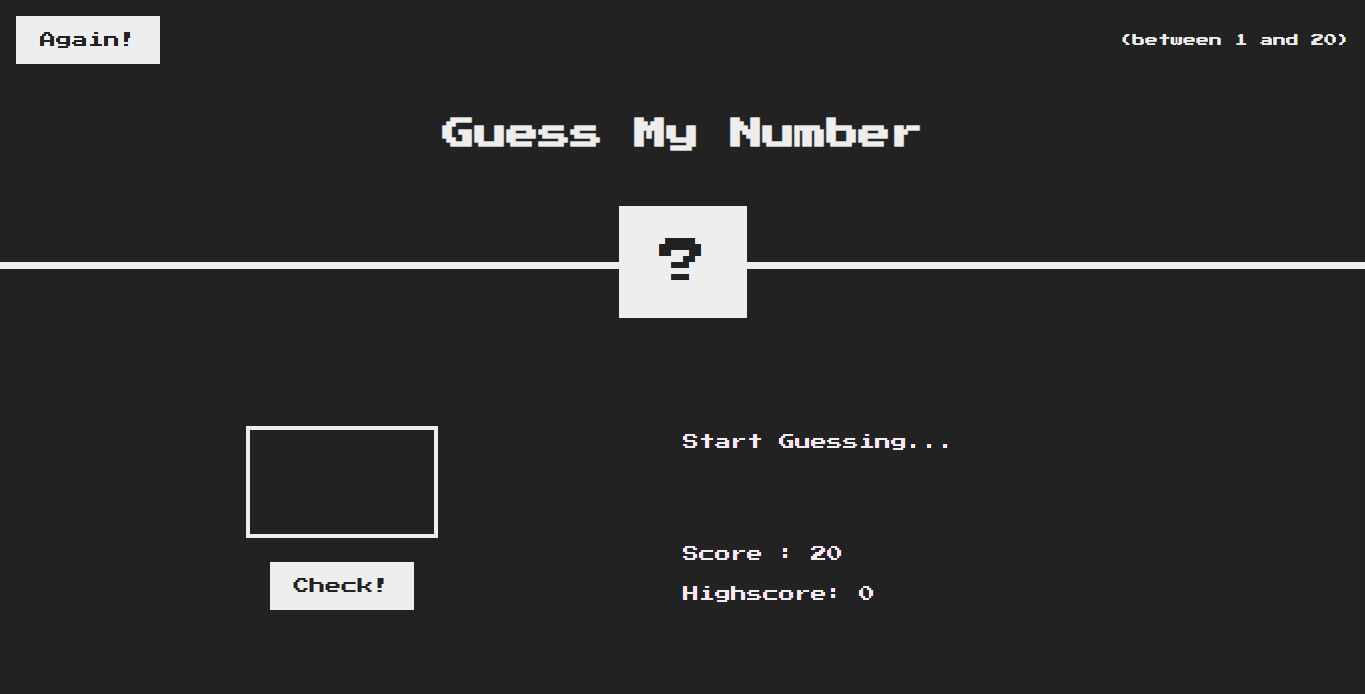 Again!
(between 1 and 20)
Guess My Number
?
Start Guessing...
Score : 20
Check!
Highscore: 0